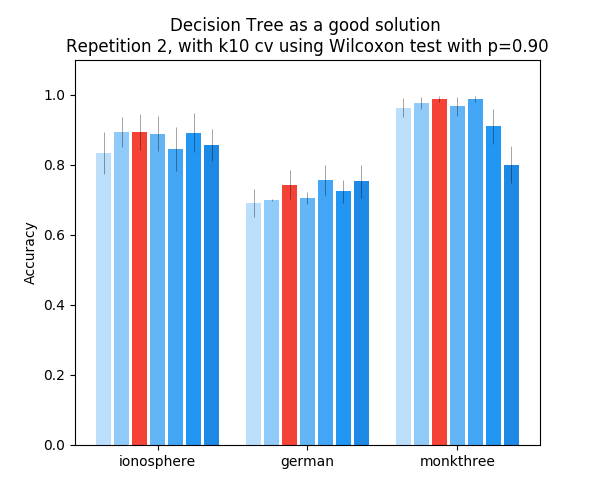 Decision Tree as a good solution
Repetition 2, with k10 cv using Wilcoxon test with p=0.90
Accuracy
1.0
0.8
0.6
0.4
0.2
0.0
ionosphere
german
monkthree